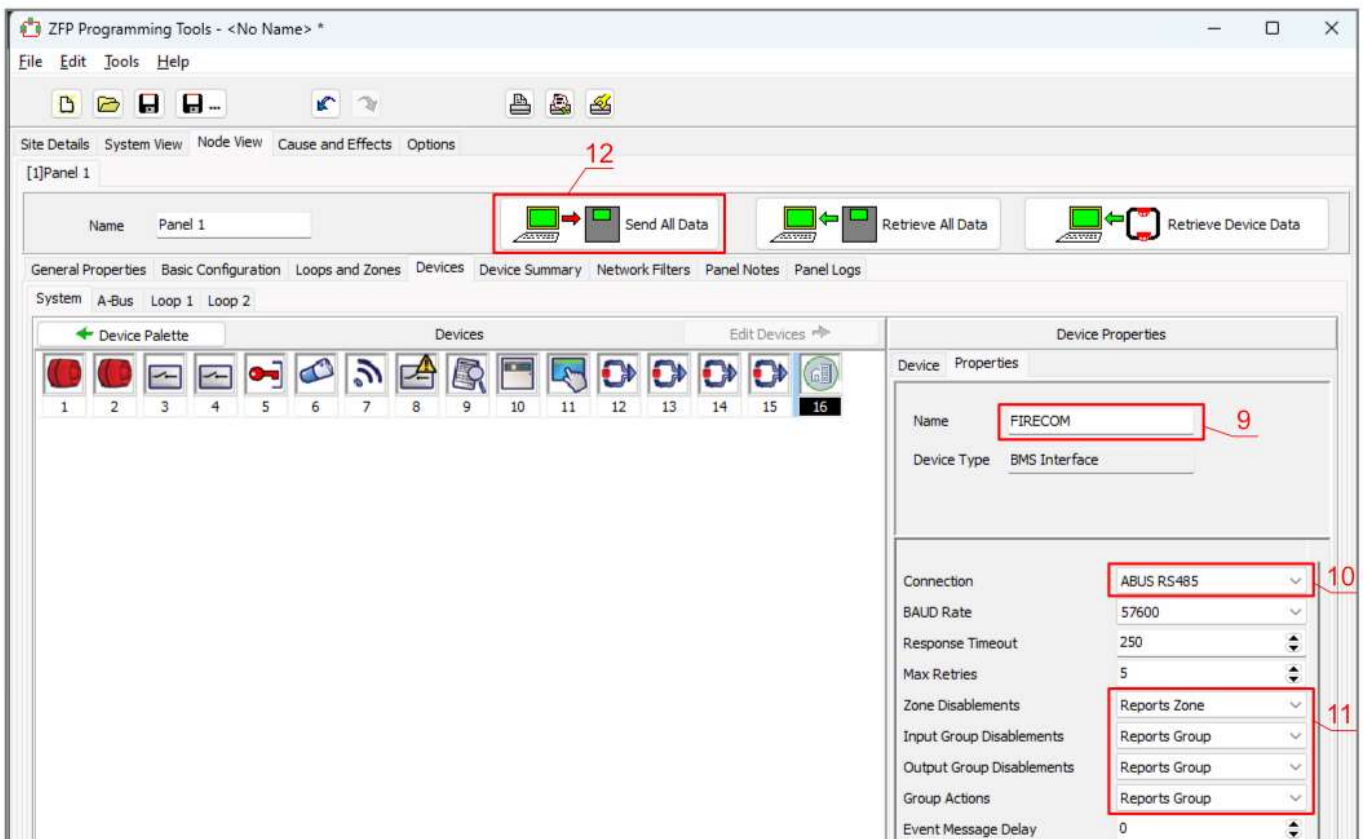 ZFP Programming Tools - <No Name> *
File Edit Tools Help
...
Site Details System View Node View Cause and Effects Options
12
[1]Panel 1
Name Panel 1 Send All Data Retrieve All Data Retrieve Device Data
General Properties Basic Configuration Loops and Zones Devices Device Summary Network Filters Panel Notes Panel Logs
System A-Bus Loop 1 Loop 2
Device Palette Devices Edit Devices Device Properties
Device Properties
1 2 3 4 5 6 7 8 9 10 11 12 13 14 15 16
Name FIRECOM 9
Device Type BMS Interface
Connection ABUS RS485 10
BAUD Rate 57600
Response Timeout 250
Max Retries 5
Zone Disablements Reports Zone 11
Input Group Disablements Reports Group
Output Group Disablements Reports Group
Group Actions Reports Group
Event Message Delay 0